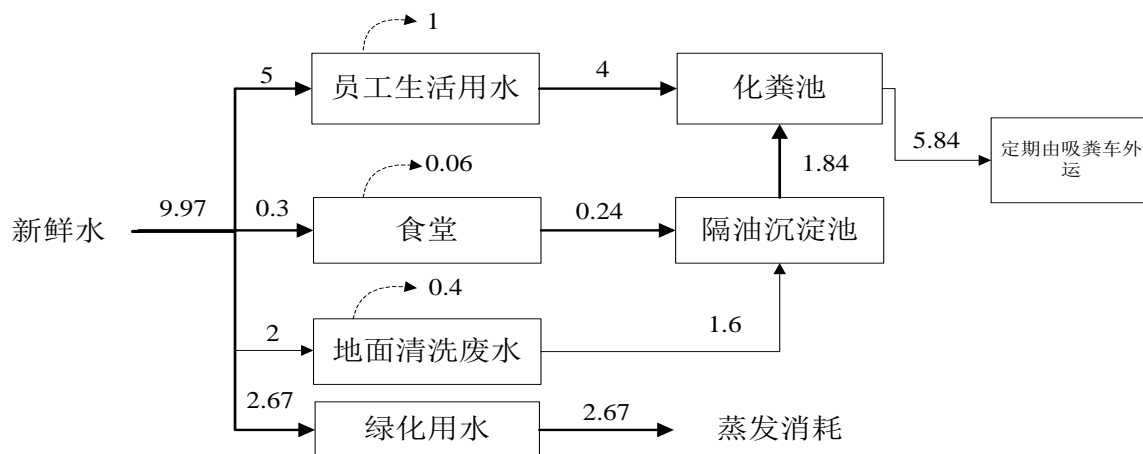 1
5
员工生活用水
4
化粪池
5.84
定期由吸粪车外
运
0.06
1.84
新鲜水
9.97
0.3
食堂
0.24
隔油沉淀池
0.4
2
地面清洗废水
1.6
2.67
绿化用水
2.67
蒸发消耗